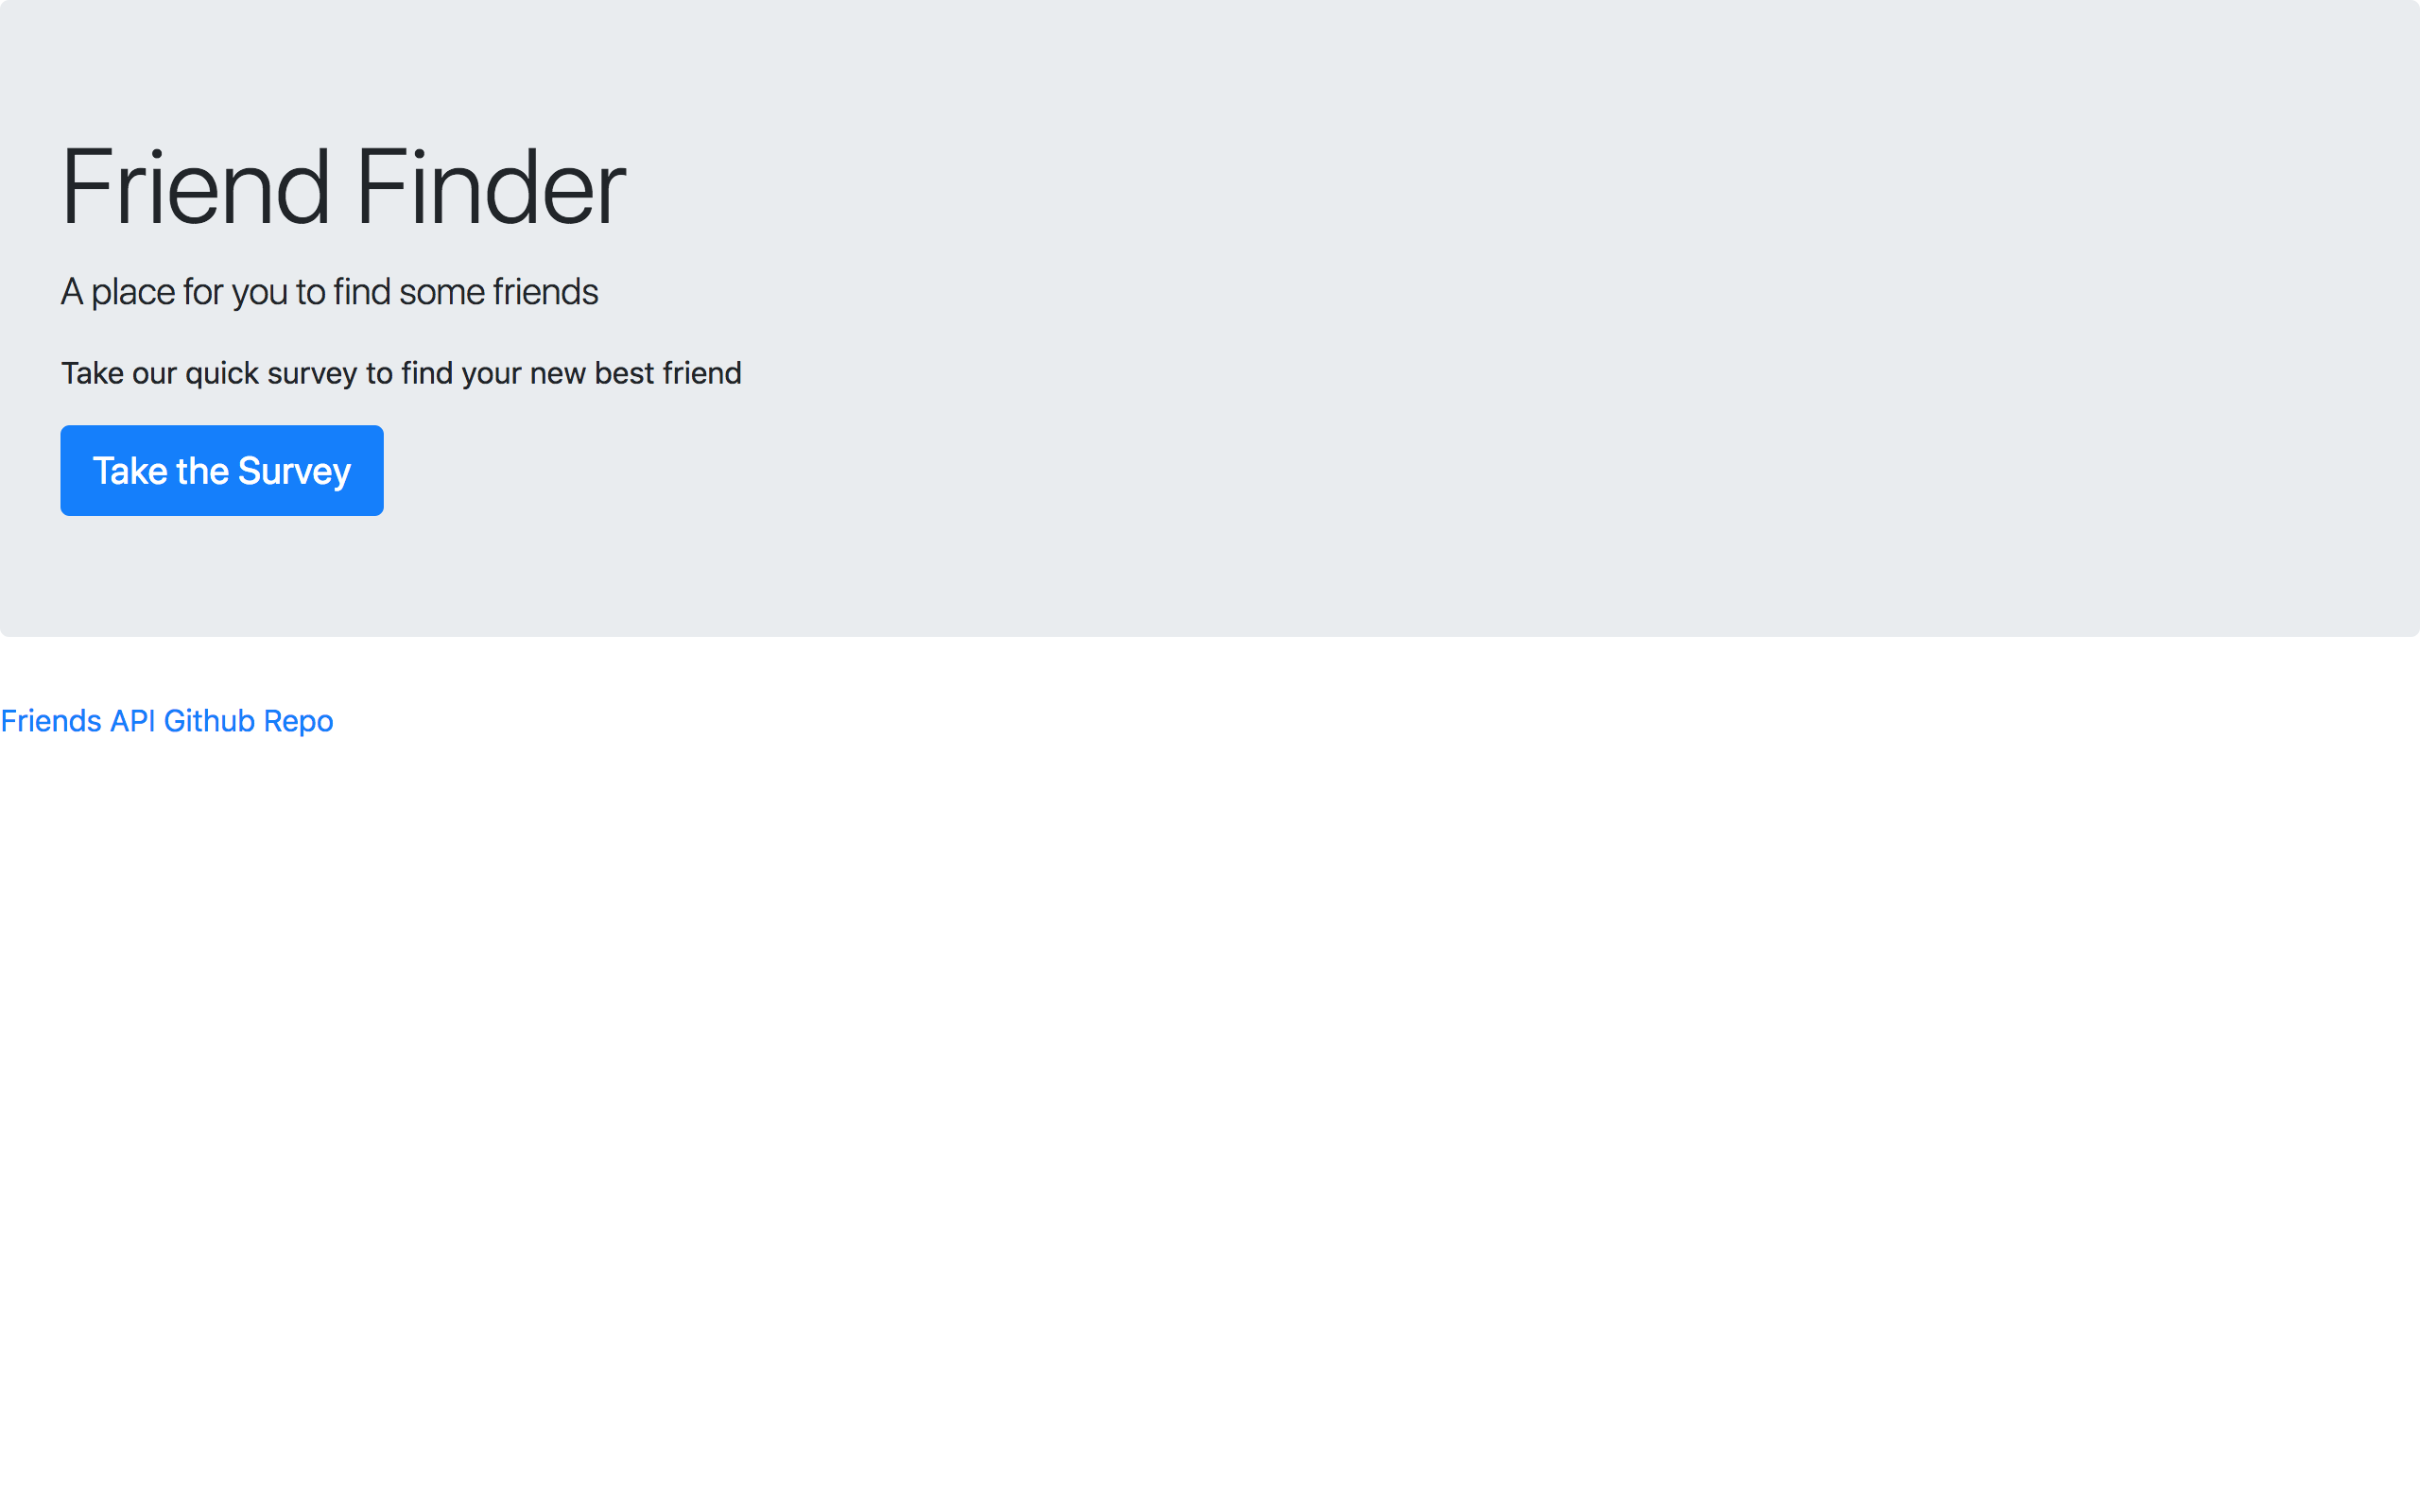 Friend Finder
A place for you to find some friends
Take our quick survey to find your new best friend
Take the Survey
Friends API Github Repo